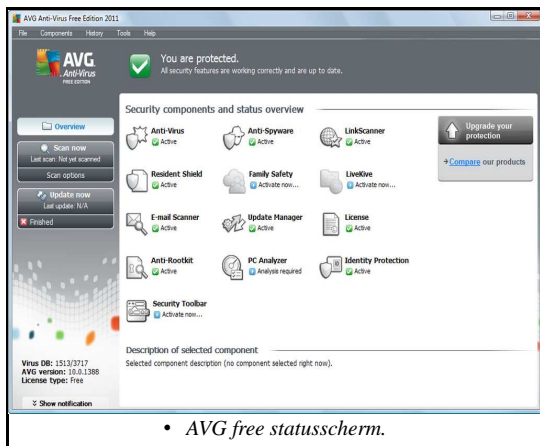 AVG Anti-Virus Free Edition 2011
File Components History Tools Help
AVG.
Anti-Virus
FREE EDITION
You are protected.
All security features are working correctly and are up to date.
Overview
Scan now
Last scan: Not yet scanned
Scan options
Update now
Last update: N/A
Finished
Security components and status overview
Anti-Virus
Active
Anti-Spyware
Active
LinkScanner
Active
Resident Shield
Active
Family Safety
Activate now...
LiveKive
Activate now...
E-mail Scanner
Active
Update Manager
Active
License
Active
Anti-Rootkit
Active
PC Analyzer
Analysis required
Identity Protection
Active
Security Toolbar
Activate now...
Upgrade your
protection
Compare our products
Description of selected component
Selected component description (no component selected right now).
Virus DB: 1513/3717
AVG version: 10.0.1388
License type: Free
Show notification
• AVG free statusscherm.